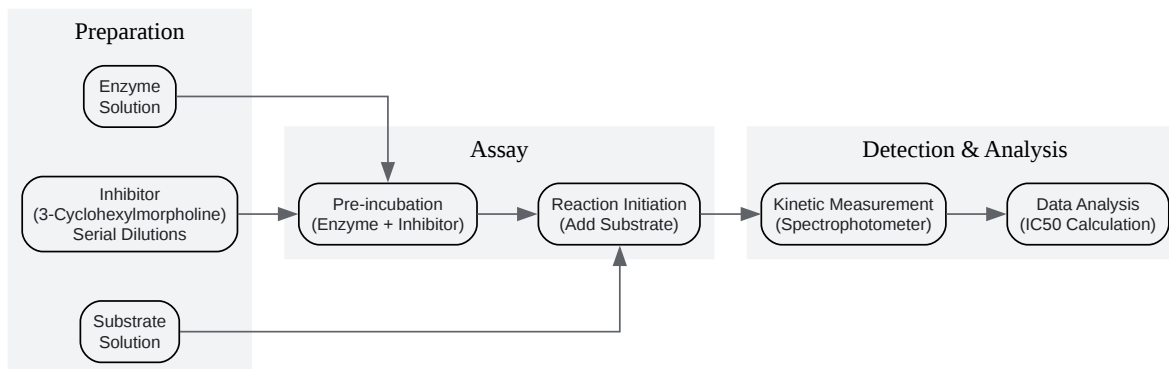 Preparation
Enzyme
Solution
Inhibitor
(3-Cyclohexylmorpholine)
Serial Dilutions
Substrate
Solution
Assay
Pre-incubation
(Enzyme + Inhibitor)
Reaction Initiation
(Add Substrate)
Detection & Analysis
Kinetic Measurement
(Spectrophotometer)
Data Analysis
(IC50 Calculation)